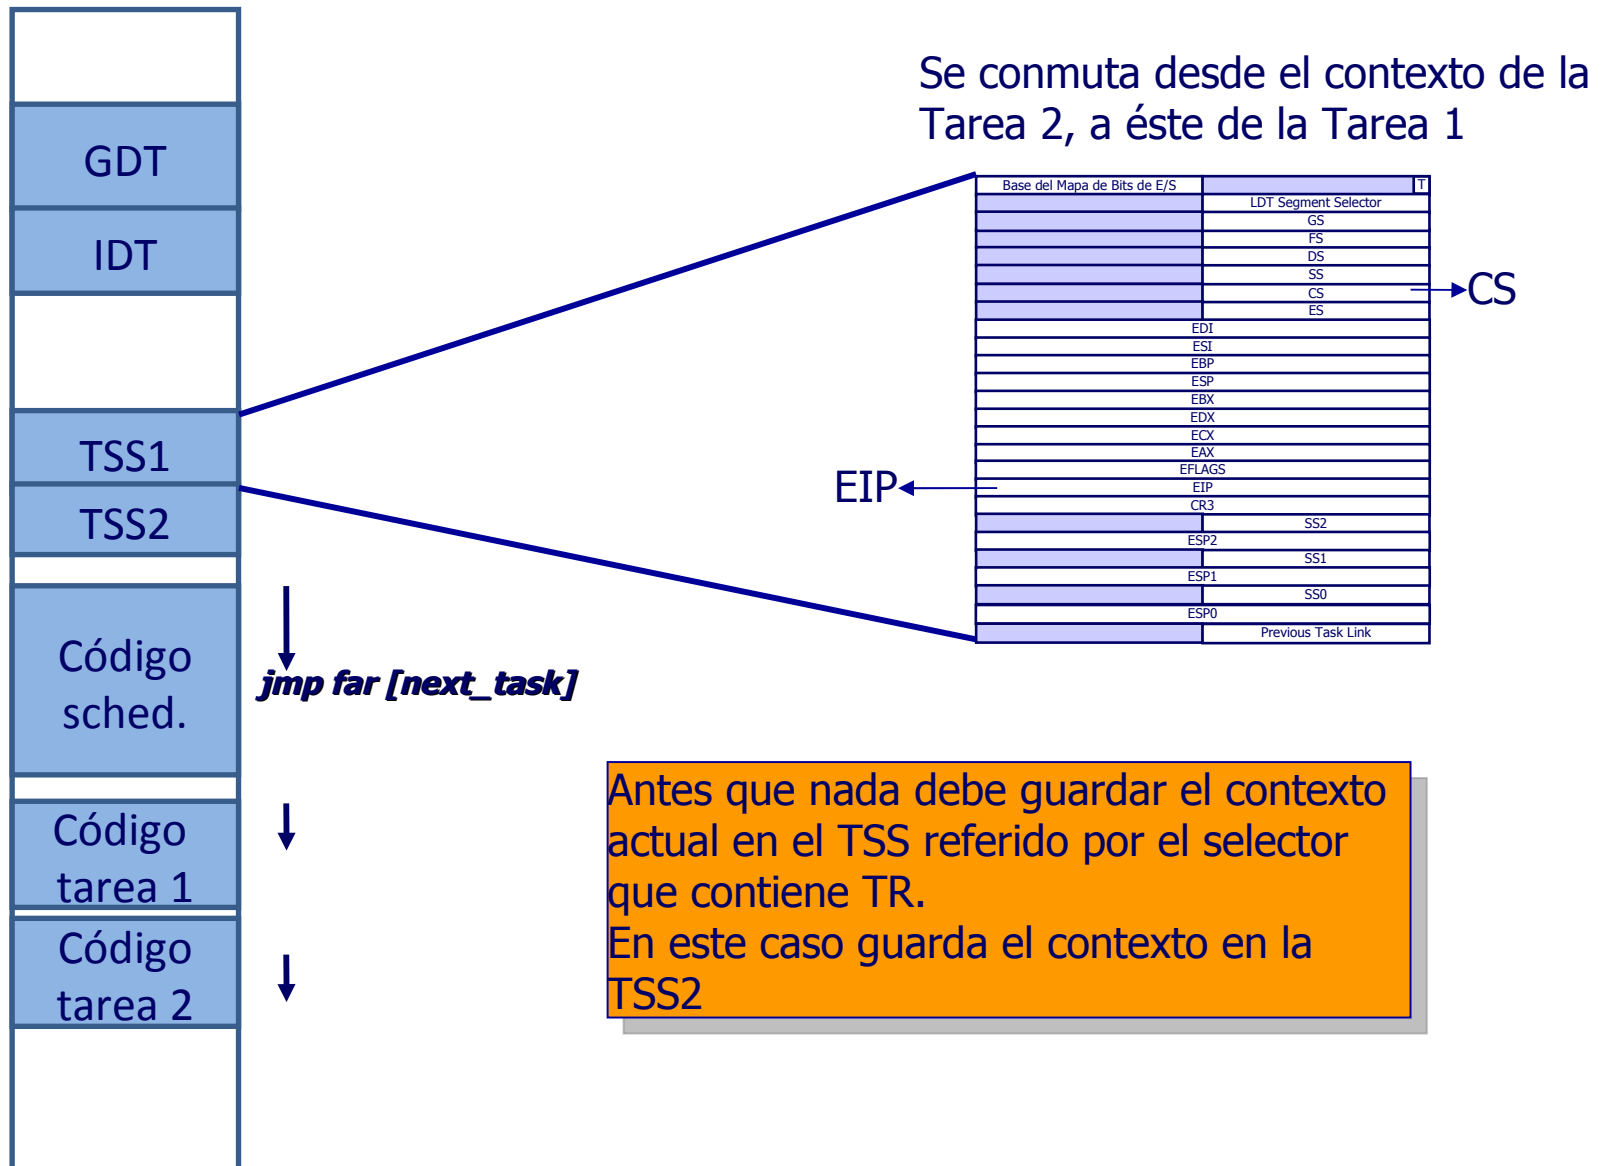 Se conmuta desde el contexto de la
Tarea 2, a éste de la Tarea 1
GDT
IDT
TSS1
TSS2
Código
sched.
Código
tarea 1
Código
tarea 2
jmp far [next_task]
Base del Mapa de Bits de E/S
T
LDT Segment Selector
GS
FS
DS
SS
CS
ES
EDI
ESI
EBP
ESP
EBX
EDX
ECX
EAX
EFLAGS
EIP
CR3
SS2
ESP2
SS1
ESP1
SS0
ESP0
Previous Task Link
CS
EIP
Antes que nada debe guardar el contexto
actual en el TSS referido por el selector
que contiene TR.
En este caso guarda el contexto en la
TSS2